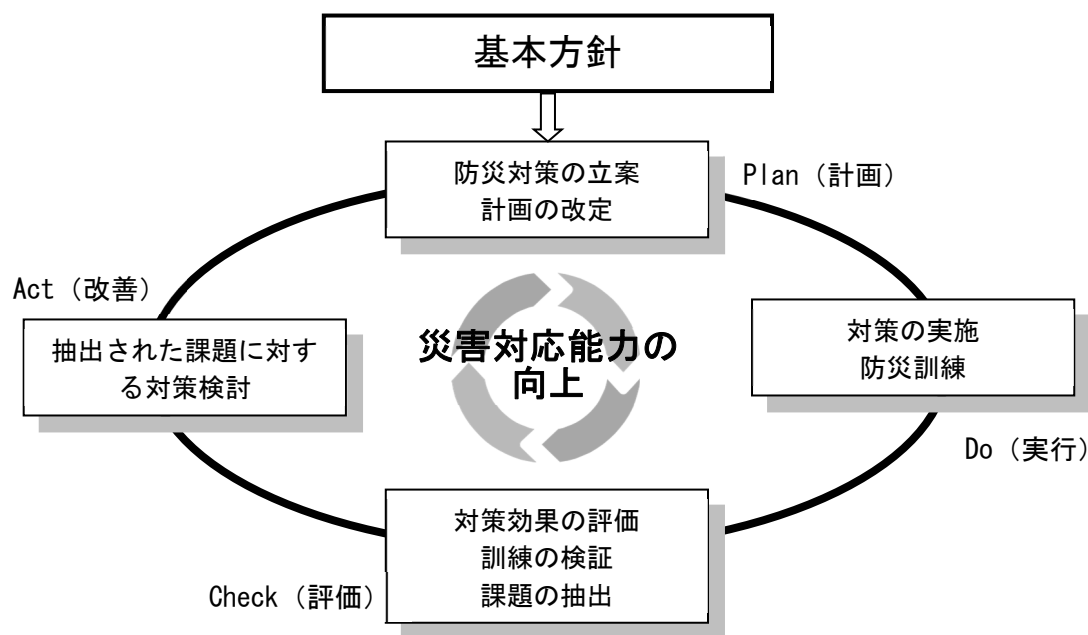 基本方針
防災対策の立案
計画の改定
Plan（計画）
Act（改善）
抽出された課題に対す
る対策検討
災害対応能力の
向上
対策の実施
防災訓練
Do（実行）
対策効果の評価
訓練の検証
課題の抽出
Check（評価）